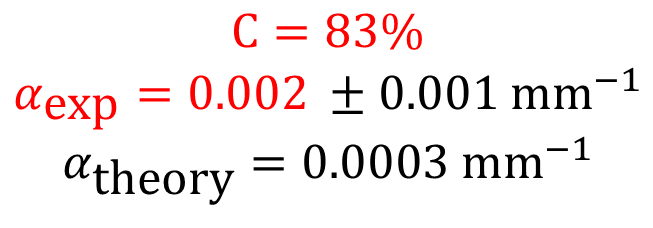 C = 83%
α_exp = 0.002 ± 0.001 mm⁻¹
α_theory = 0.0003 mm⁻¹